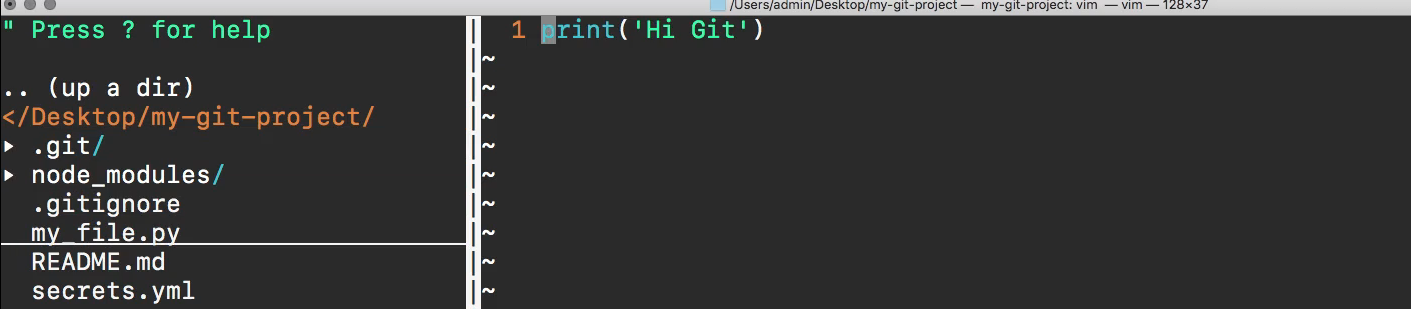 /Users/admin/Desktop/my-git-project — my-git-project: vim — vim — 128×37
" Press ? for help
.. (up a dir)
</Desktop/my-git-project/
▸ .git/
▸ node_modules/
.gitignore
my_file.py
README.md
secrets.yml
1 print('Hi Git')
~
~
~
~
~
~
~
~
~